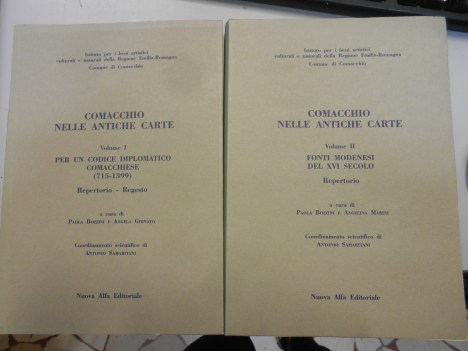 Istituto per i beni artistici
culturali e naturali della Regione Emilia-Romagna
Comune di Comacchio
COMACCHIO
NELLE ANTICHE CARTE
Volume I
PER UN CODICE DIPLOMATICO
COMACCHIESE
(715-1399)
Repertorio - Regesto
a cura di
PAOLA BOZZINI E ANGELA GHINATO
Coordinamento scientifico di
ANTONIO SAMARITANI
Nuova Alfa Editoriale
Istituto per i beni artistici
culturali e naturali della Regione Emilia-Romagna
Comune di Comacchio
COMACCHIO
NELLE ANTICHE CARTE
Volume II
FONTI MODENESI
DEL XVI SECOLO
Repertorio
a cura di
PAOLA BOZZINI E ANGELINA MARINI
Coordinamento scientifico di
ANTONIO SAMARITANI
Nuova Alfa Editoriale